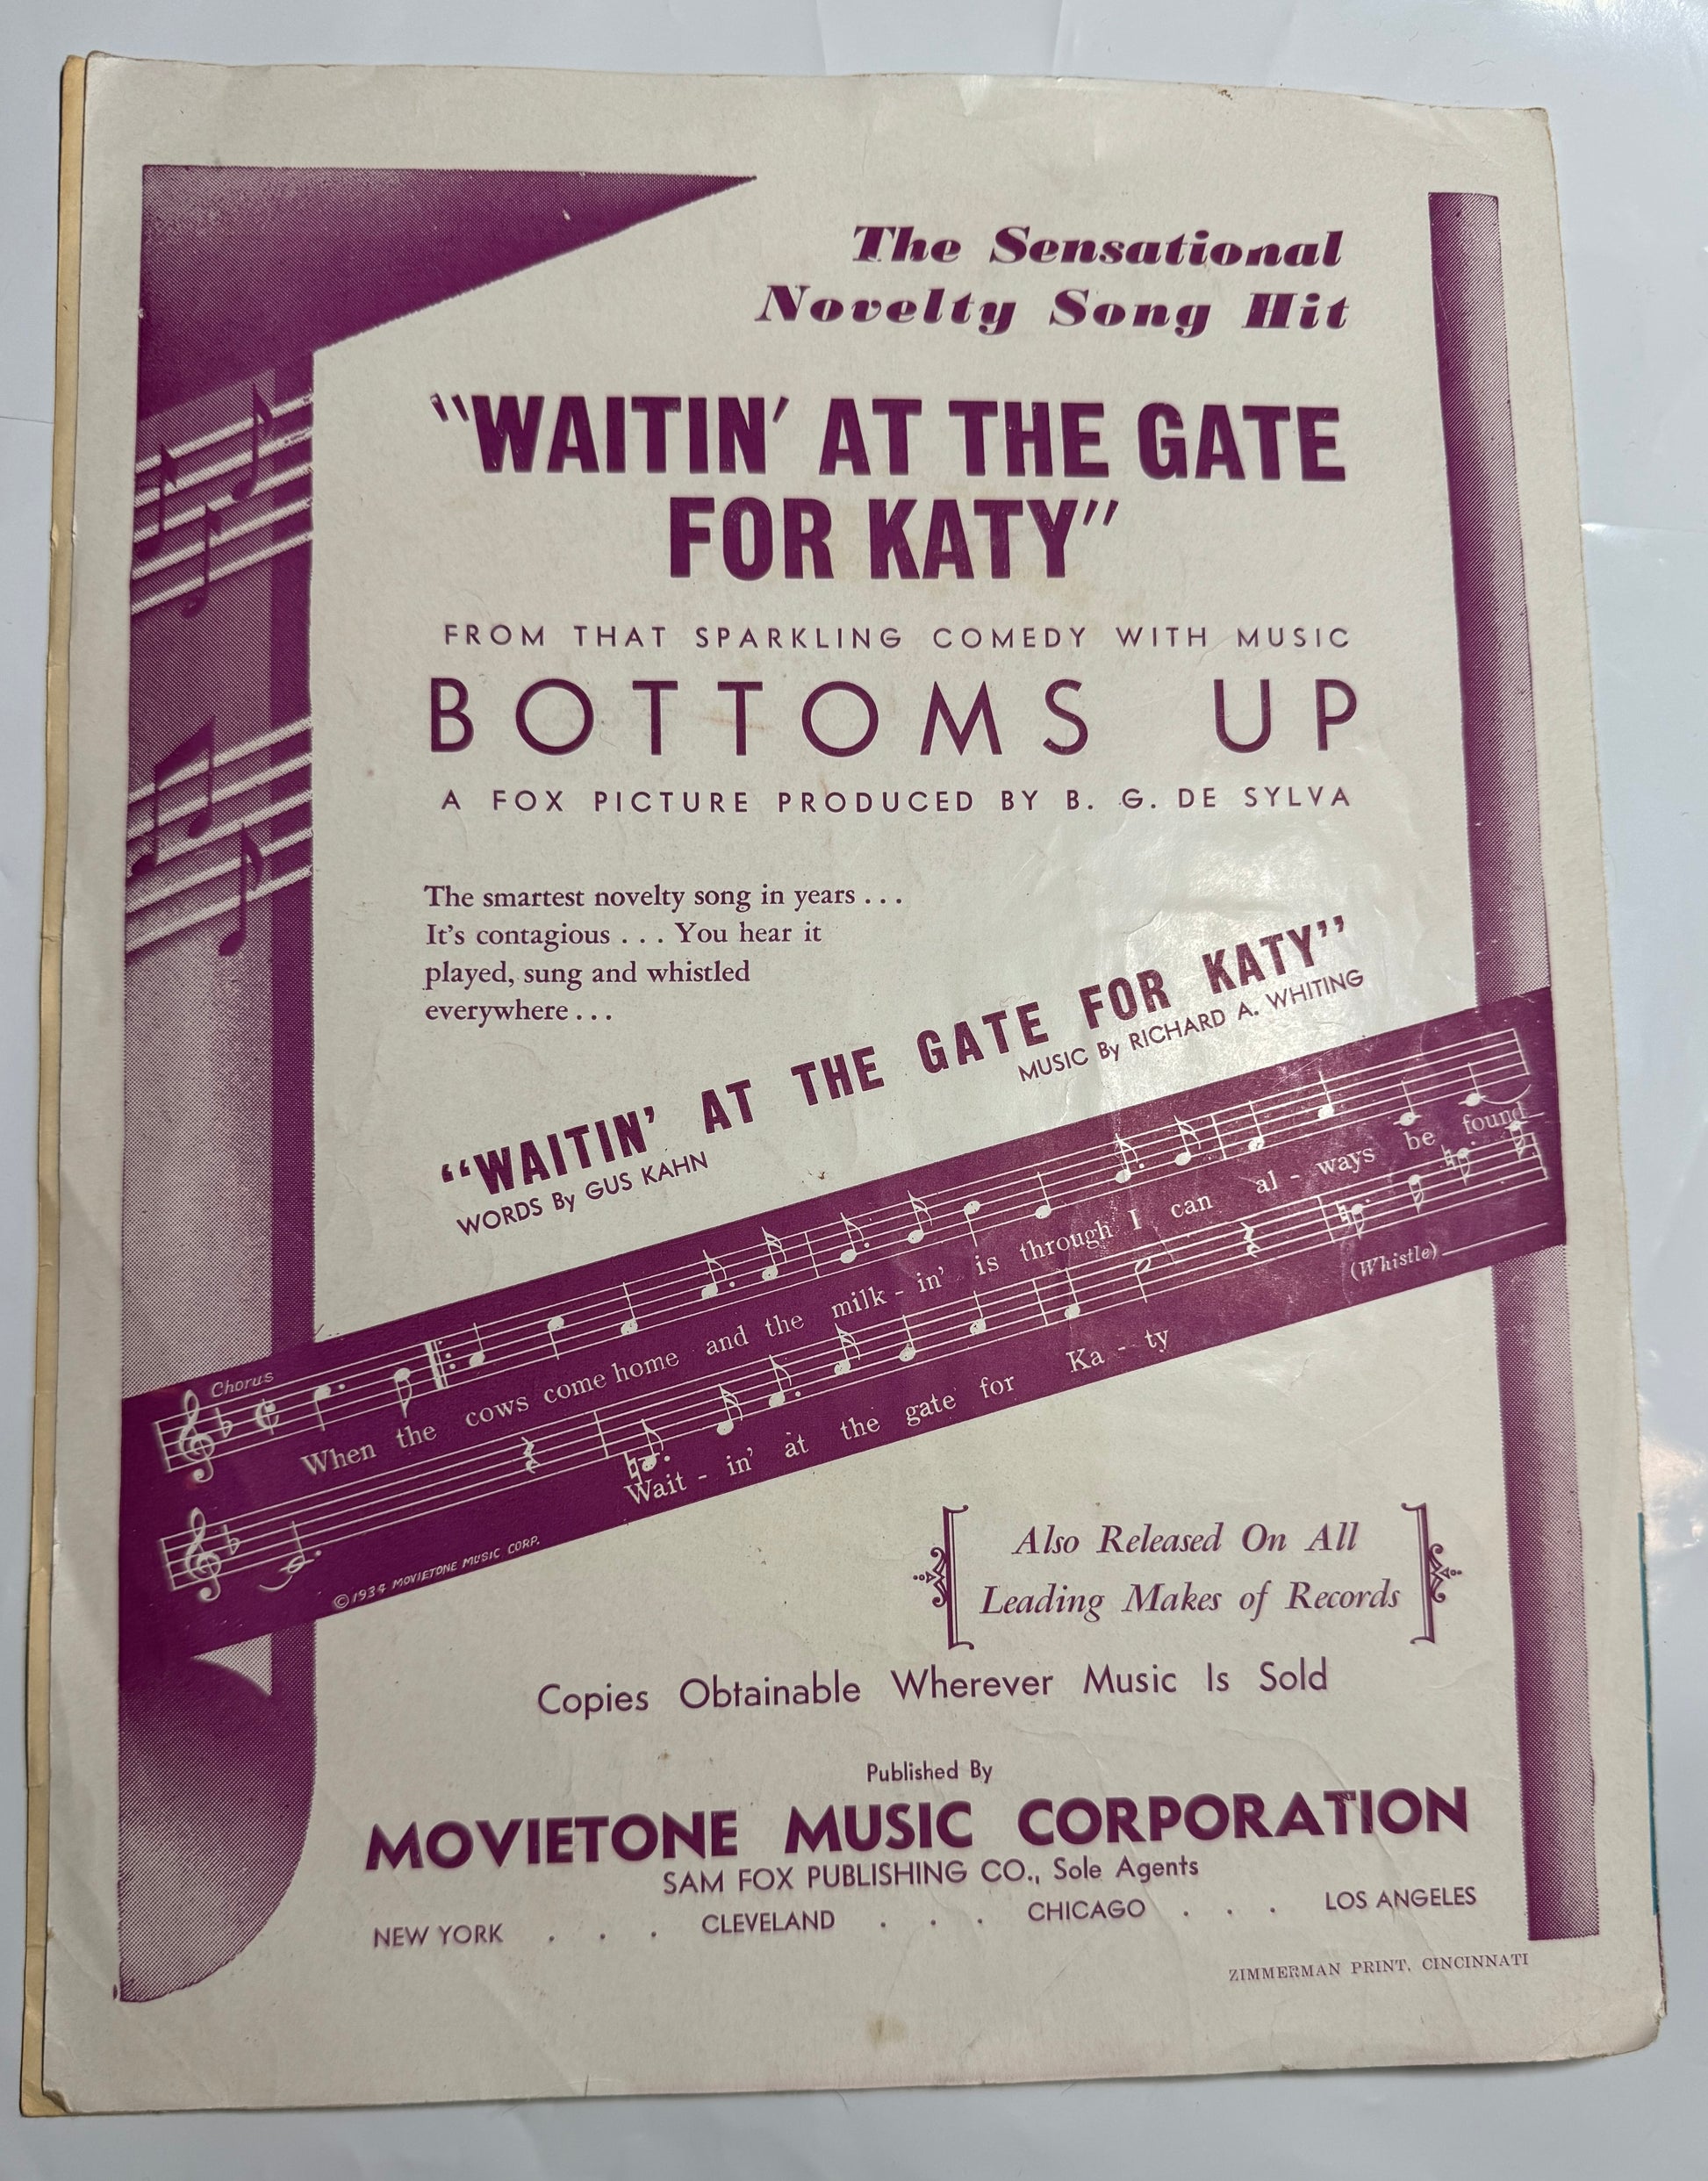 The Sensational
Novelty Song Hit
"WAITIN' AT THE GATE
FOR KATY"
FROM THAT SPARKLING COMEDY WITH MUSIC
BOTTOMS UP
A FOX PICTURE PRODUCED BY B. G. DE SYLVA
The smartest novelty song in years . . .
It's contagious . . . You hear it
played, sung and whistled
everywhere . . .
"WAITIN' AT THE GATE FOR KATY"
WORDS By GUS KAHN
MUSIC By RICHARD A. WHITING
Chorus
When the cows come home and the milk - in' is through I can al - ways be found
Wait - in' at the gate for Ka - ty
(Whistle)
©1934 MOVIETONE MUSIC CORP.
Also Released On All
Leading Makes of Records
Copies Obtainable Wherever Music Is Sold
Published By
MOVIETONE MUSIC CORPORATION
SAM FOX PUBLISHING CO., Sole Agents
NEW YORK . . . CLEVELAND . . . CHICAGO . . . LOS ANGELES
ZIMMERMAN PRINT, CINCINNATI